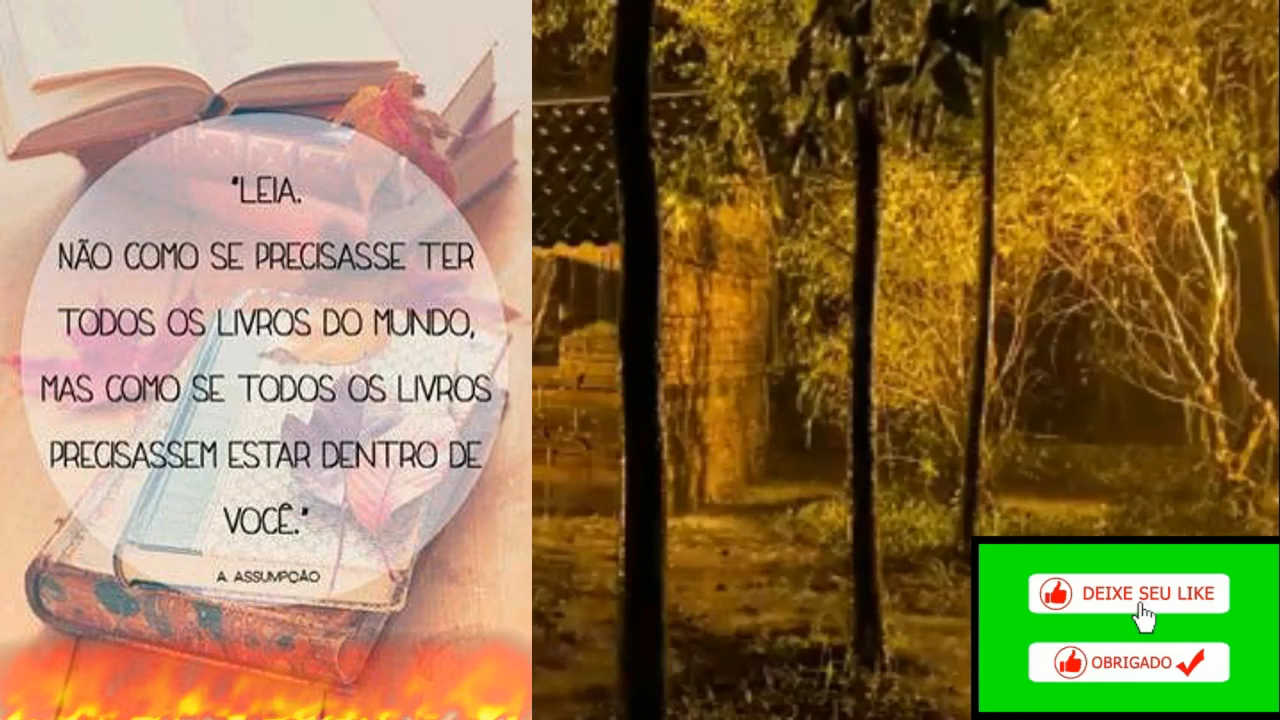 "LEIA.
NÃO COMO SE PRECISASSE TER
TODOS OS LIVROS DO MUNDO,
MAS COMO SE TODOS OS LIVROS
PRECISASSEM ESTAR DENTRO DE
VOCÊ."
A. ASSUMPÇÃO
DEIXE SEU LIKE
OBRIGADO